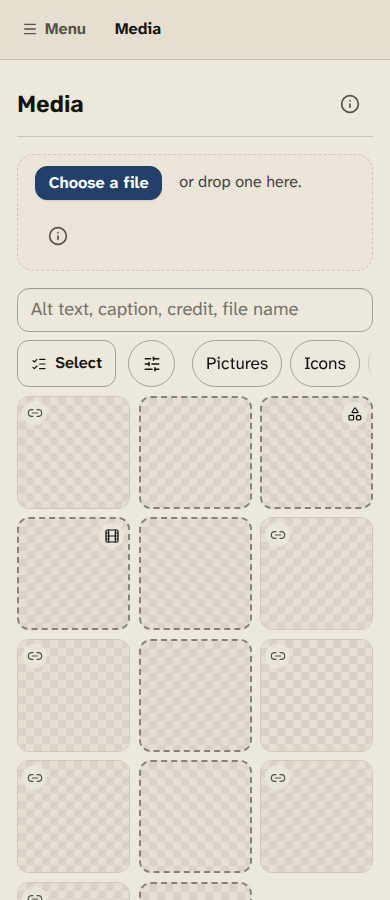 Menu
Media
Media
Choose a file
or drop one here.
Alt text, caption, credit, file name
Select
Pictures
Icons